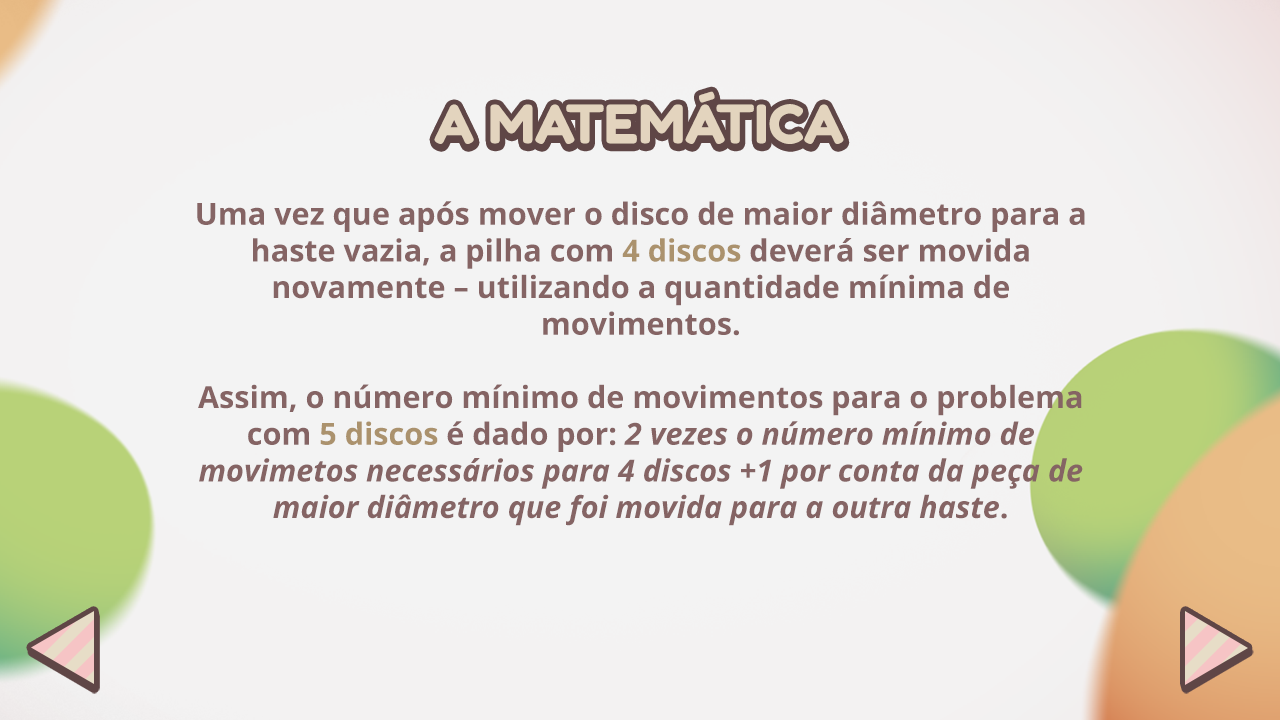 A MATEMÁTICA
Uma vez que após mover o disco de maior diâmetro para a
haste vazia, a pilha com 4 discos deverá ser movida
novamente – utilizando a quantidade mínima de
movimentos.
Assim, o número mínimo de movimentos para o problema
com 5 discos é dado por: 2 vezes o número mínimo de
movimetos necessários para 4 discos +1 por conta da peça de
maior diâmetro que foi movida para a outra haste.